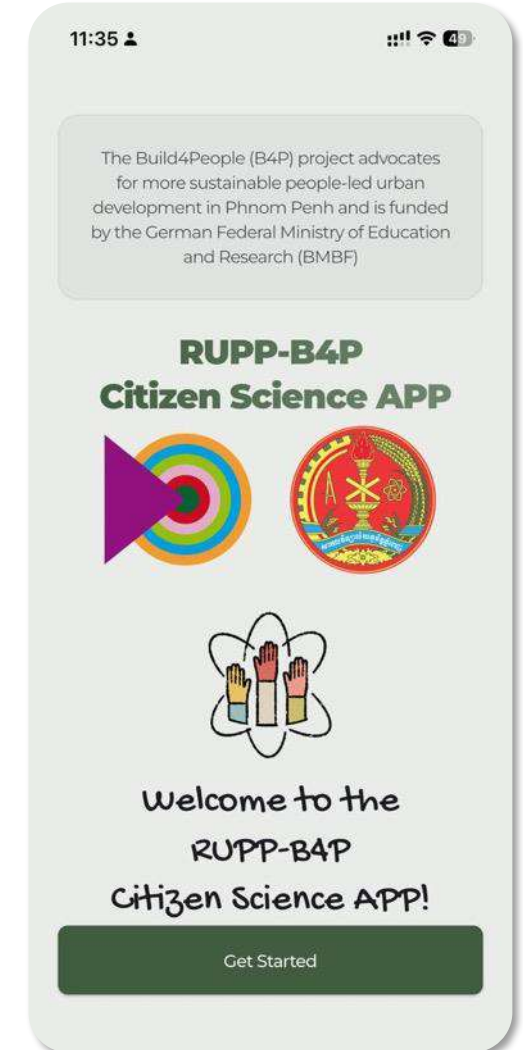 11:35
49
The Build4People (B4P) project advocates
for more sustainable people-led urban
development in Phnom Penh and is funded
by the German Federal Ministry of Education
and Research (BMBF)
RUPP-B4P
Citizen Science APP
Welcome to the
RUPP-B4P
Citizen Science APP!
Get Started